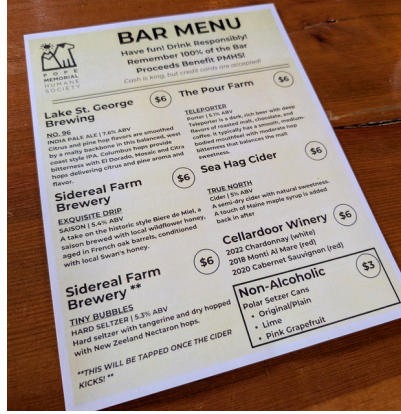 BAR MENU
Have fun! Drink Responsibly!
Remember 100% of the Bar
Proceeds Benefit PMHS!
Cash is king, but credit cards are accepted!
POPE
MEMORIAL
HUMANE
SOCIETY
Lake St. George
Brewing
$6
NO. 96
INDIA PALE ALE | 7.6% ABV
Citrus and pine hop flavors are smoothed
by a malty backbone in this balanced, west
coast style IPA. Columbus hops provide
bitterness with El Dorado, Mosaic and Citra
hops delivering citrus and pine aroma and
flavor.
Sidereal Farm
Brewery
$6
EXQUISITE DRIP
SAISON | 5.4% ABV
A take on the historic style Biere de Miel, a
saison brewed with local wildflower honey,
aged in French oak barrels, conditioned
with local Swan's honey.
Sidereal Farm
Brewery **
$6
TINY BUBBLES
HARD SELTZER | 5.3% ABV
Hard seltzer with tangerine and dry hopped
with New Zealand Nectaron hops.
**THIS WILL BE TAPPED ONCE THE CIDER
KICKS! **
The Pour Farm
$6
TELEPORTER
Porter | 5.1% ABV
Teleporter is a dark, rich beer with deep
flavors of roasted malt, chocolate, and
coffee. It typically has a smooth, medium-
bodied mouthfeel with moderate hop
bitterness that balances the malt
sweetness.
Sea Hag Cider
$6
TRUE NORTH
Cider | 5% ABV
A semi-dry cider with natural sweetness.
A touch of Maine maple syrup is added
back in after
Cellardoor Winery
$6
2022 Chardonnay (white)
2018 Monti Al Mare (red)
2020 Cabernet Sauvignon (red)
Non-Alcoholic
$3
Polar Setzer Cans
• Original/Plain
• Lime
• Pink Grapefruit